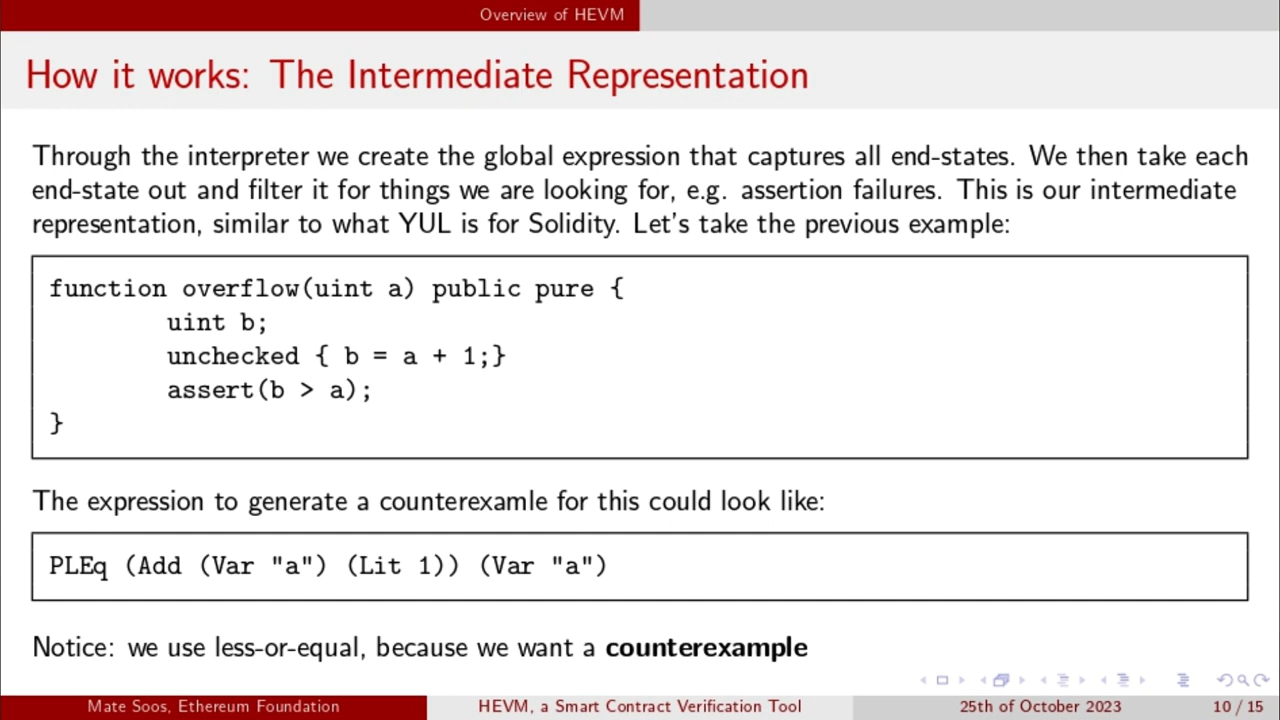 Overview of HEVM
How it works: The Intermediate Representation
Through the interpreter we create the global expression that captures all end-states. We then take each
end-state out and filter it for things we are looking for, e.g. assertion failures. This is our intermediate
representation, similar to what YUL is for Solidity. Let's take the previous example:
function overflow(uint a) public pure {
uint b;
unchecked { b = a + 1;}
assert(b > a);
}
The expression to generate a counterexamle for this could look like:
PLEq (Add (Var "a") (Lit 1)) (Var "a")
Notice: we use less-or-equal, because we want a counterexample
Mate Soos, Ethereum Foundation
HEVM, a Smart Contract Verification Tool
25th of October 2023
10 / 15